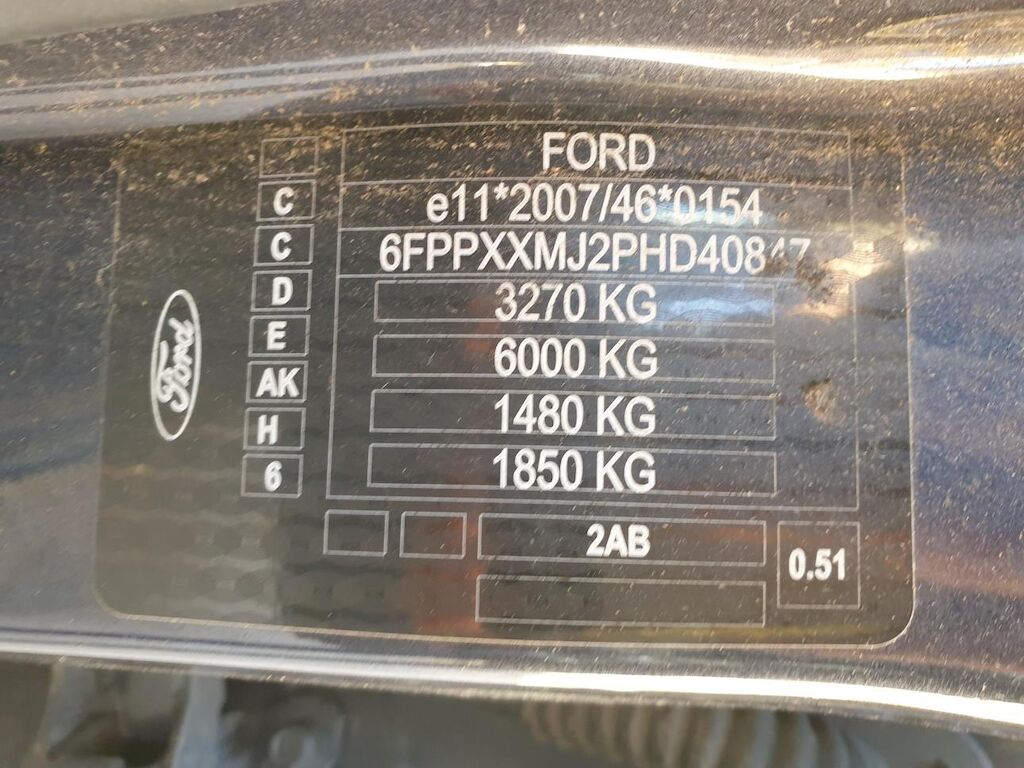 Ford
C
C
D
E
AK
H
6
FORD
e11*2007/46*0154
6FPPXXMJ2PHD40847
3270 KG
6000 KG
1480 KG
1850 KG
2AB
0.51